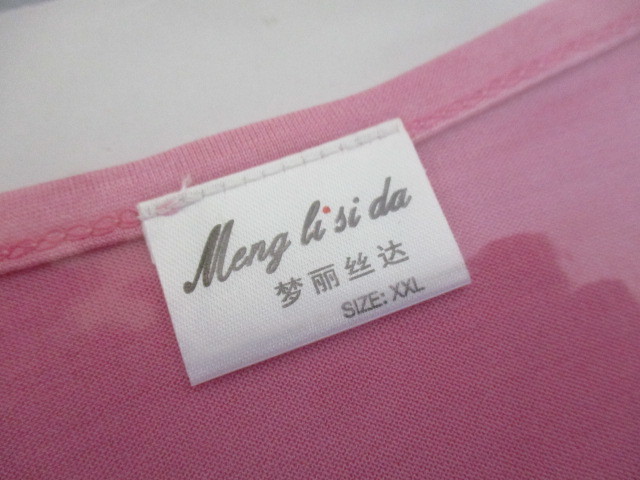 Meng li si da
梦丽丝达
SIZE: XXL